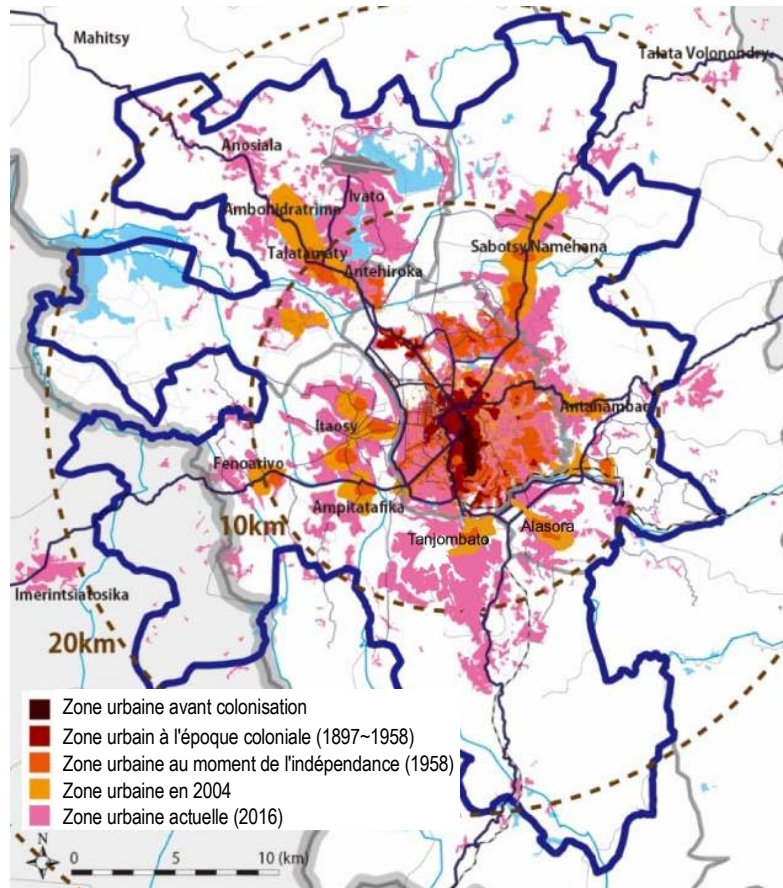 Mahitsy
Talata Volonondry
Anosiala
Ivato
Ambohidratrimo
Talatamaty
Sabotsy Namehana
Antehiroka
Itaosy
Antanambao
Fenoarivo
Ampitatafika
10km
Tanjombato
Alasora
Imerintsiatosika
20km
Zone urbaine avant colonisation
Zone urbain à l'époque coloniale (1897~1958)
Zone urbaine au moment de l'indépendance (1958)
Zone urbaine en 2004
Zone urbaine actuelle (2016)
N
0 5 10 (km)